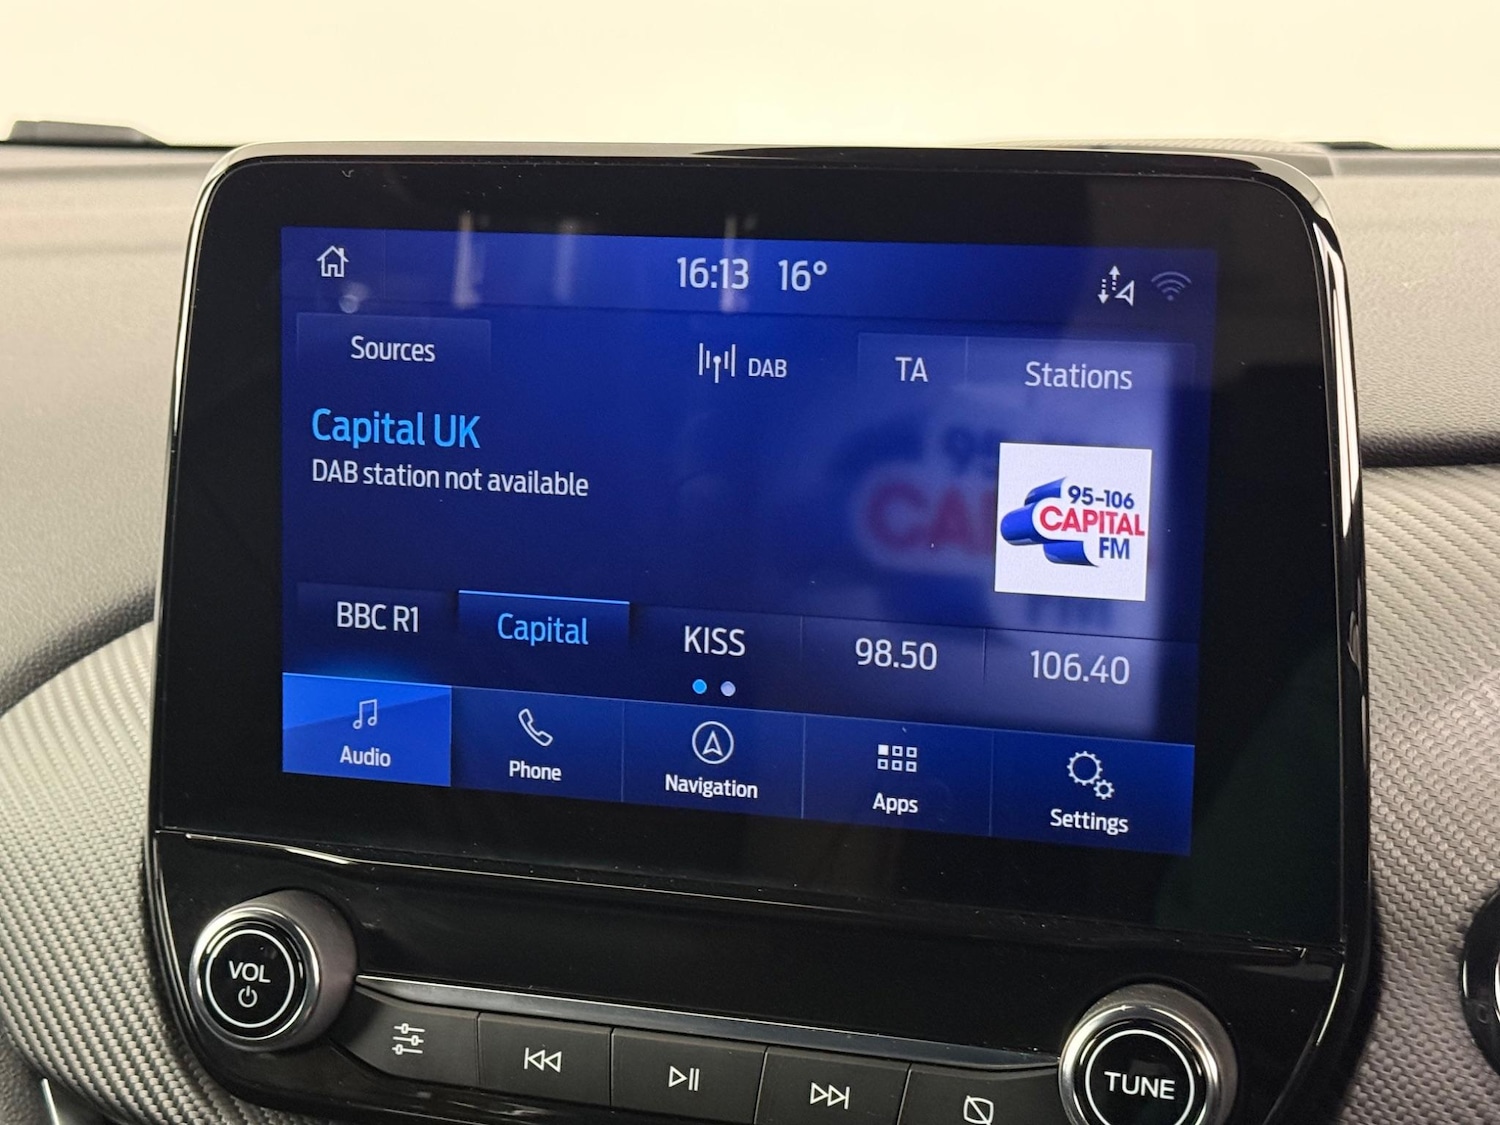 16:13 16°
Sources
DAB
TA
Stations
Capital UK
DAB station not available
95-106
CAPITAL
FM
BBC R1
Capital
KISS
98.50
106.40
Audio
Phone
Navigation
Apps
Settings
VOL
TUNE